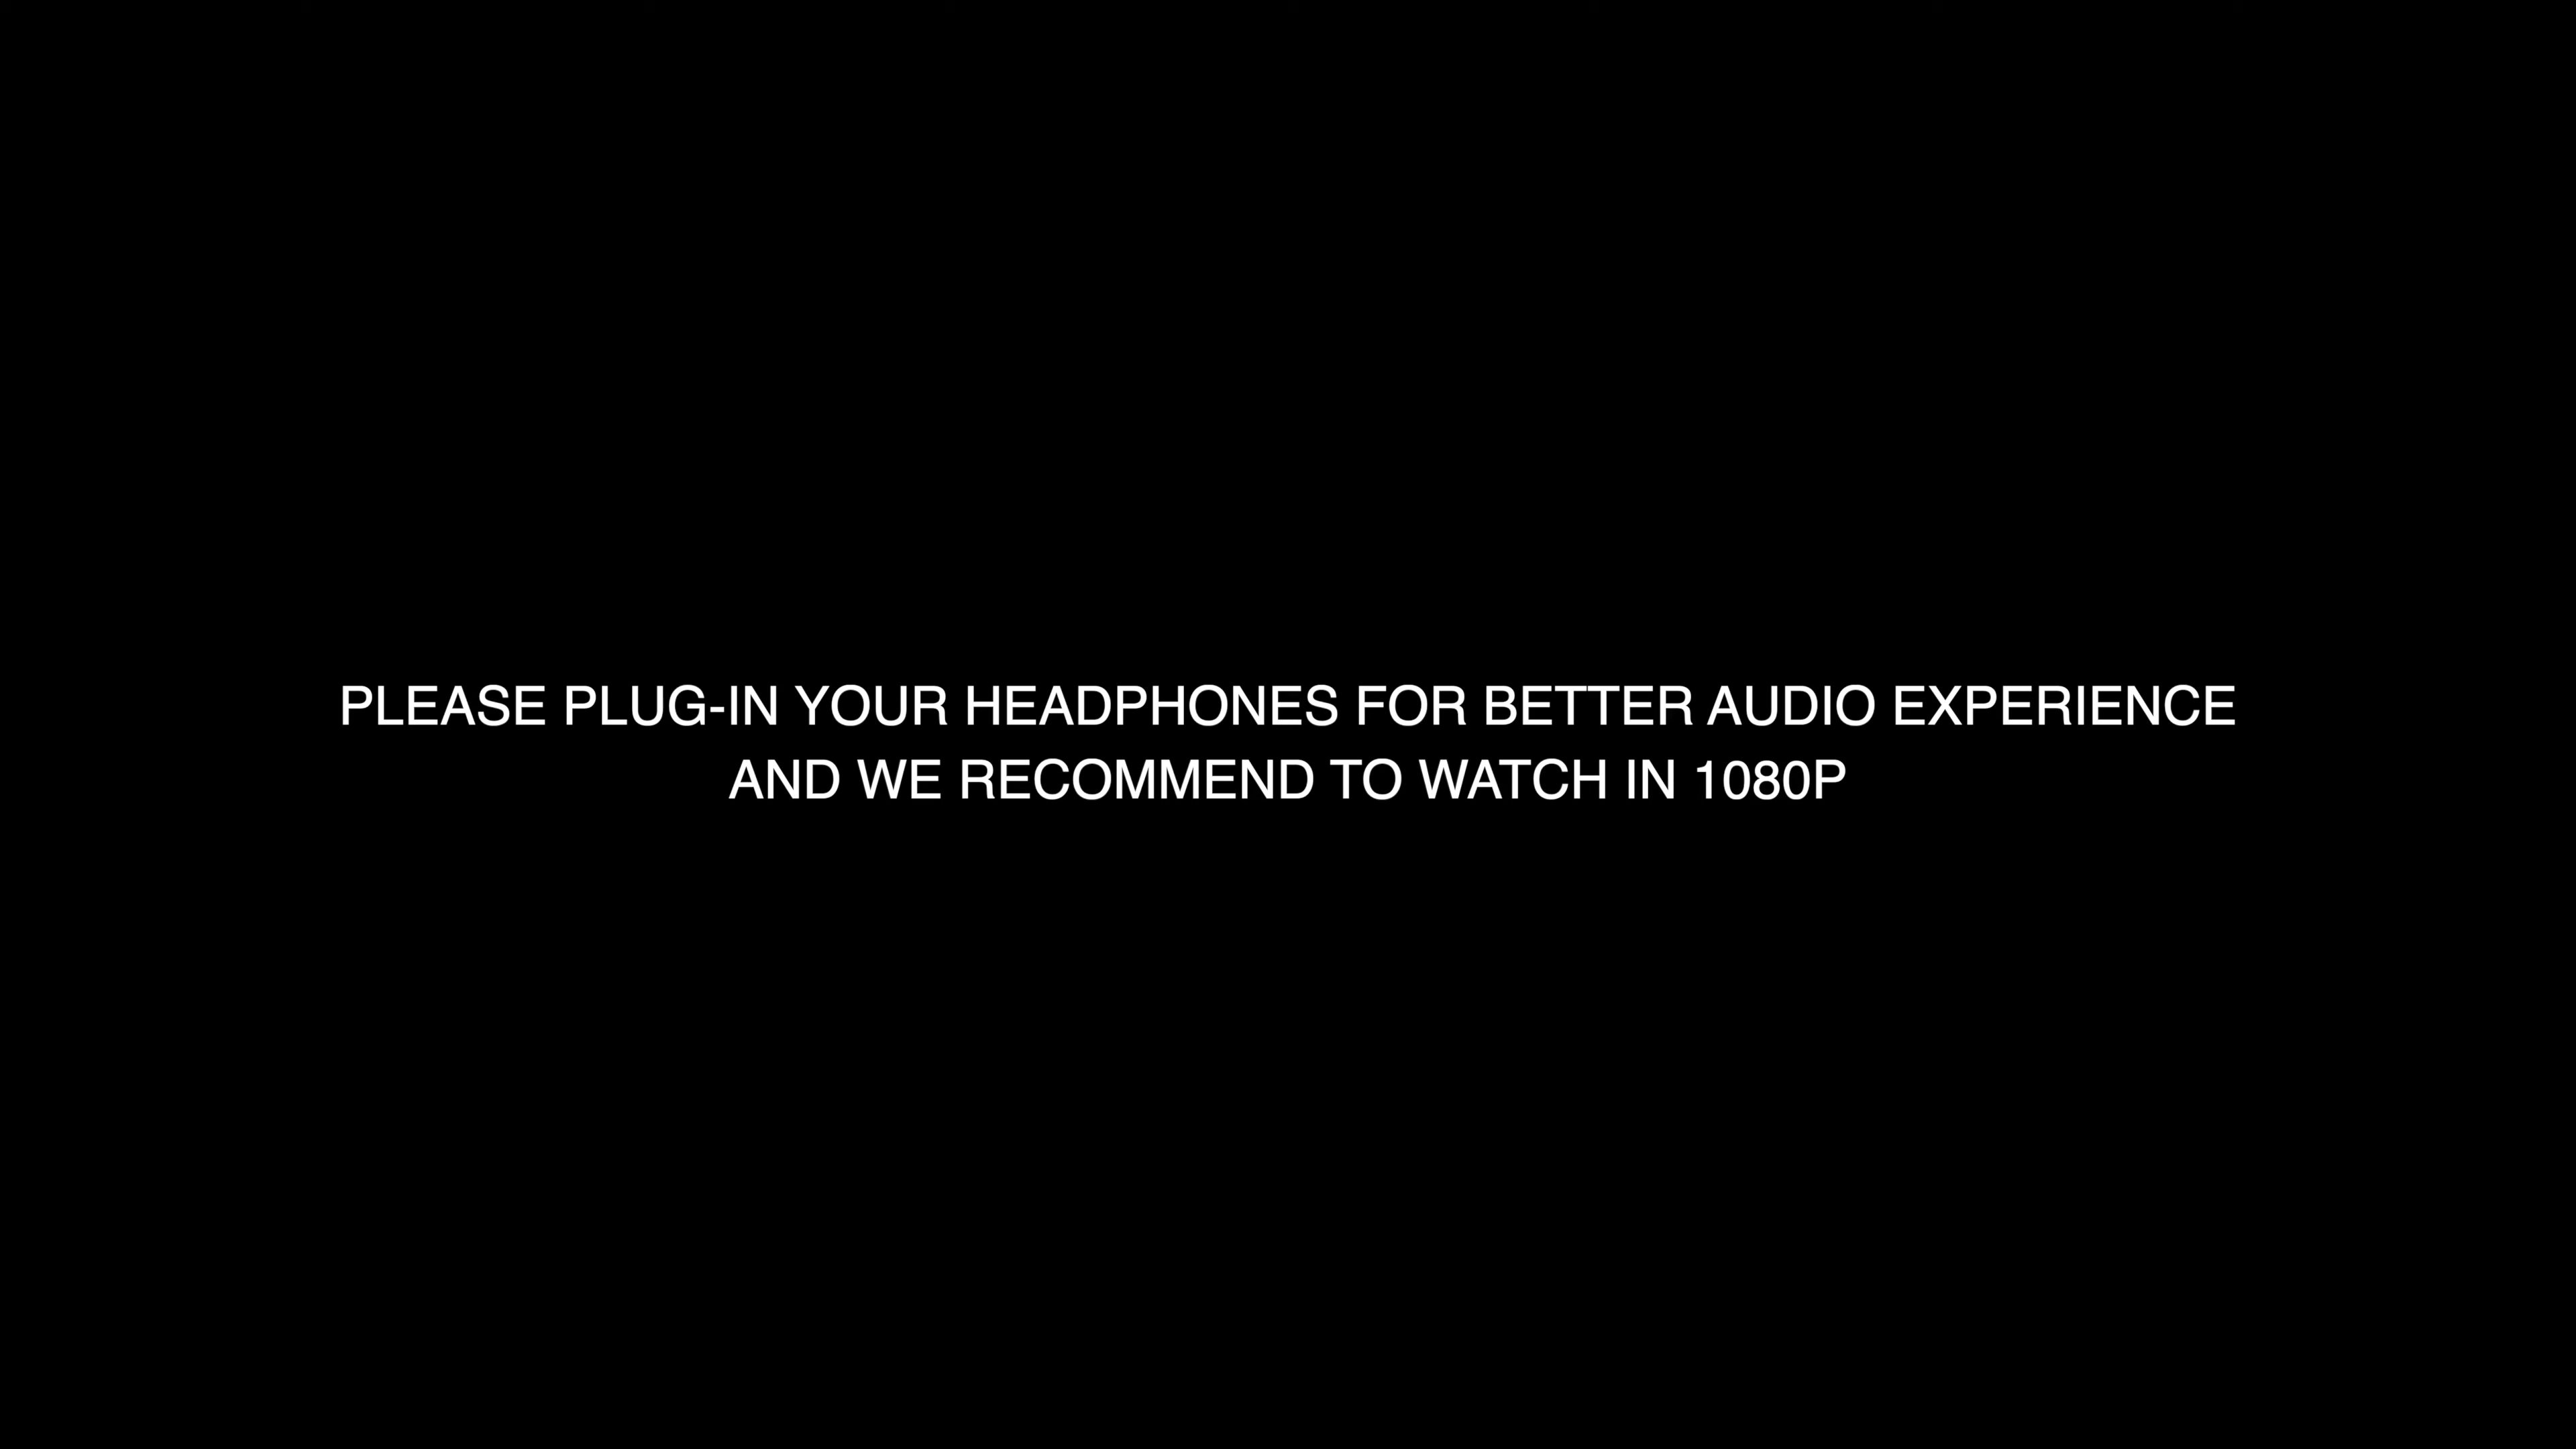 PLEASE PLUG-IN YOUR HEADPHONES FOR BETTER AUDIO EXPERIENCE
AND WE RECOMMEND TO WATCH IN 1080P